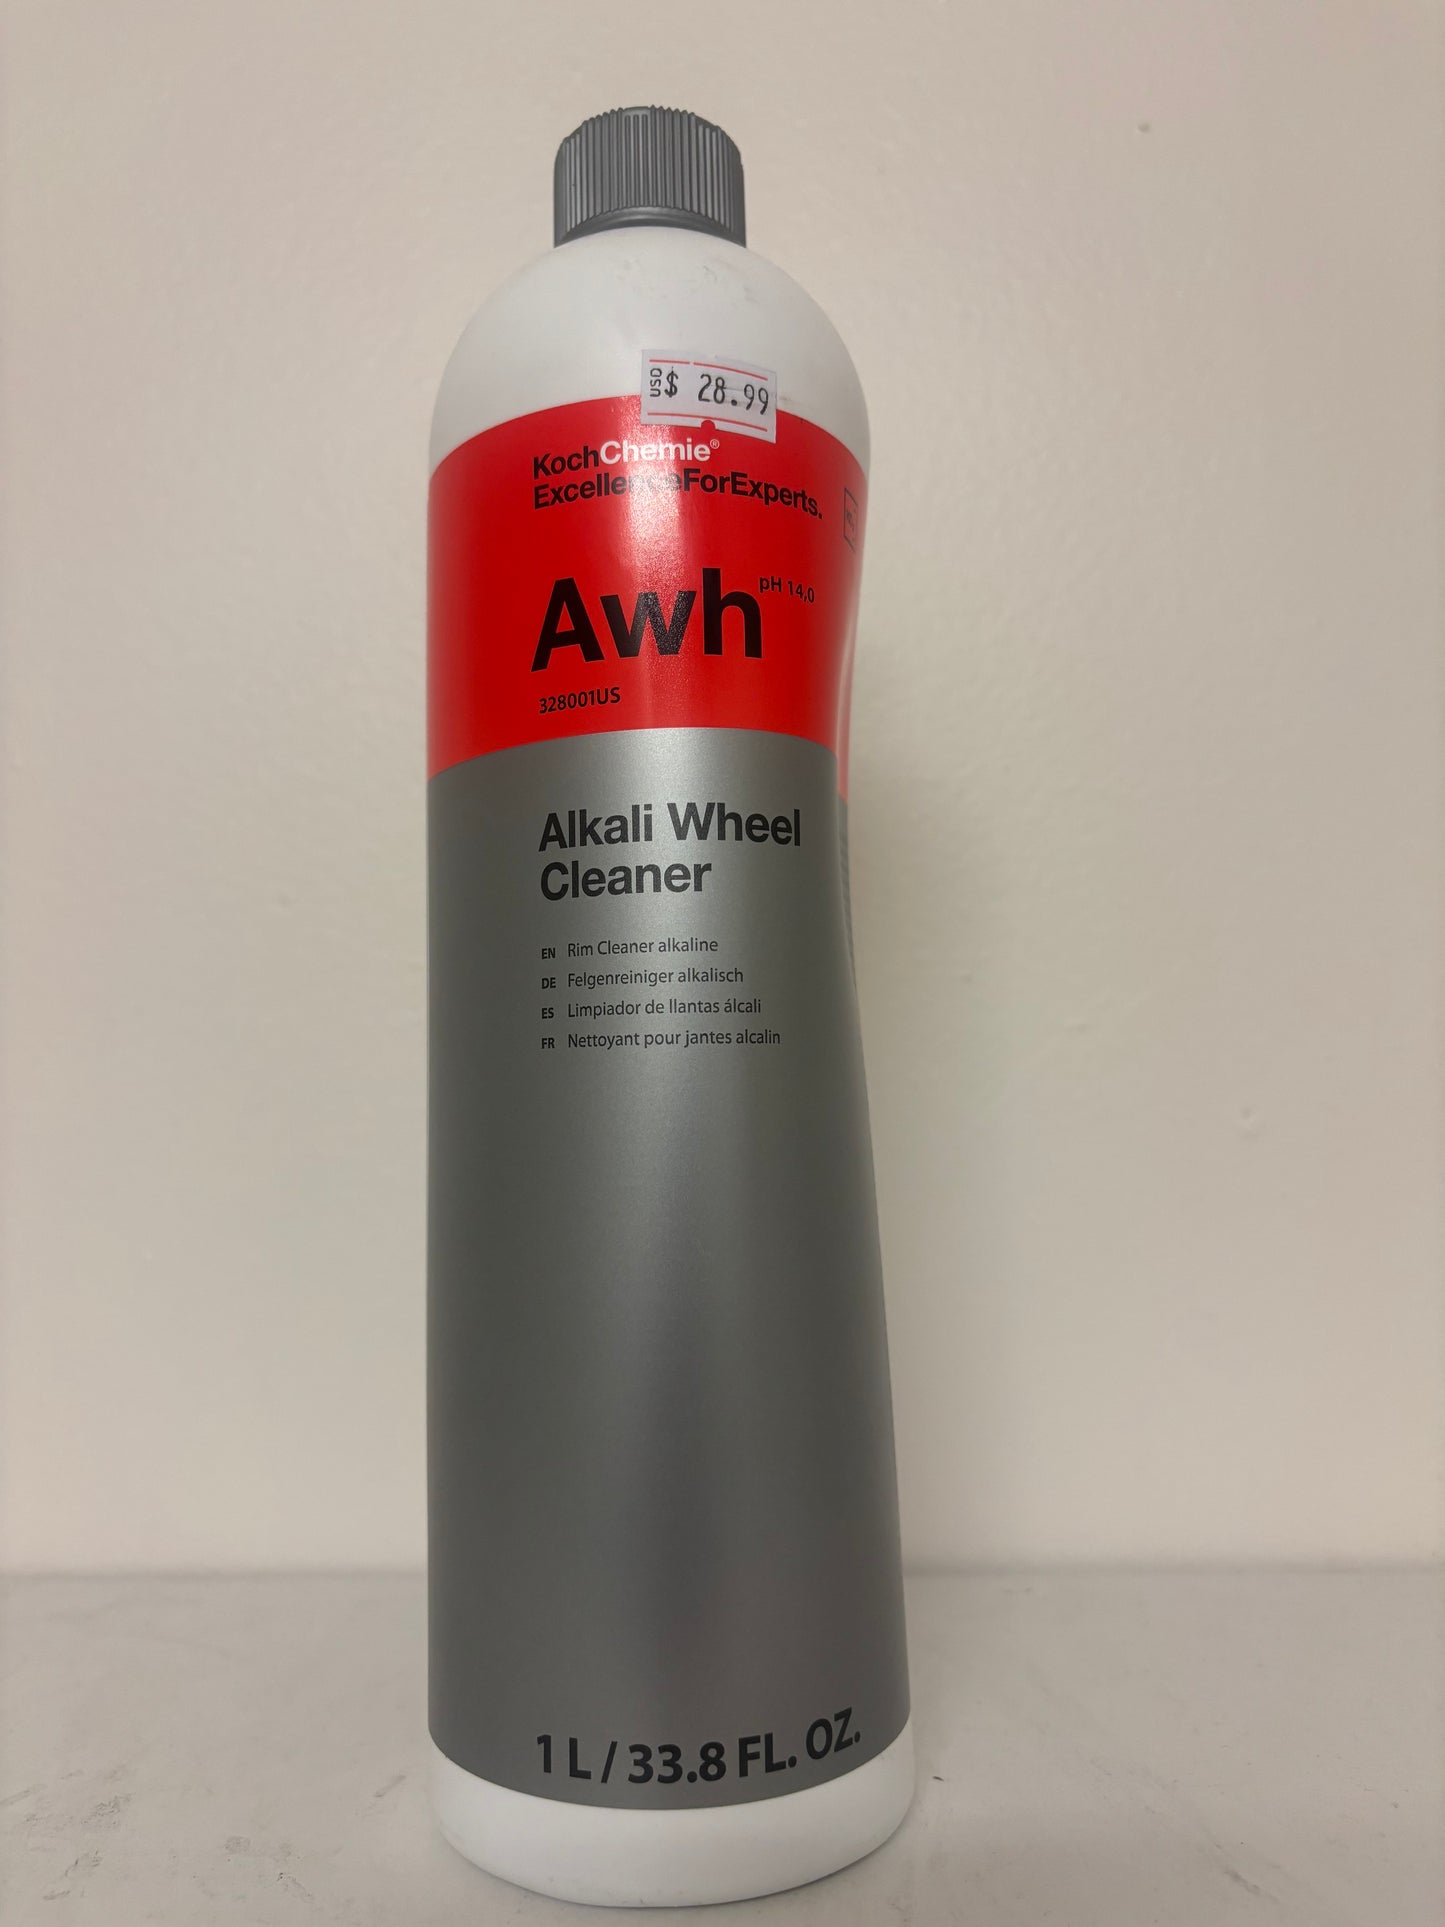 USD $ 28.99
KochChemie®
ExcellenceForExperts.
Awh pH 14,0
328001US
Alkali Wheel
Cleaner
EN Rim Cleaner alkaline
DE Felgenreiniger alkalisch
ES Limpiador de llantas álcali
FR Nettoyant pour jantes alcalin
1 L / 33.8 FL. OZ.